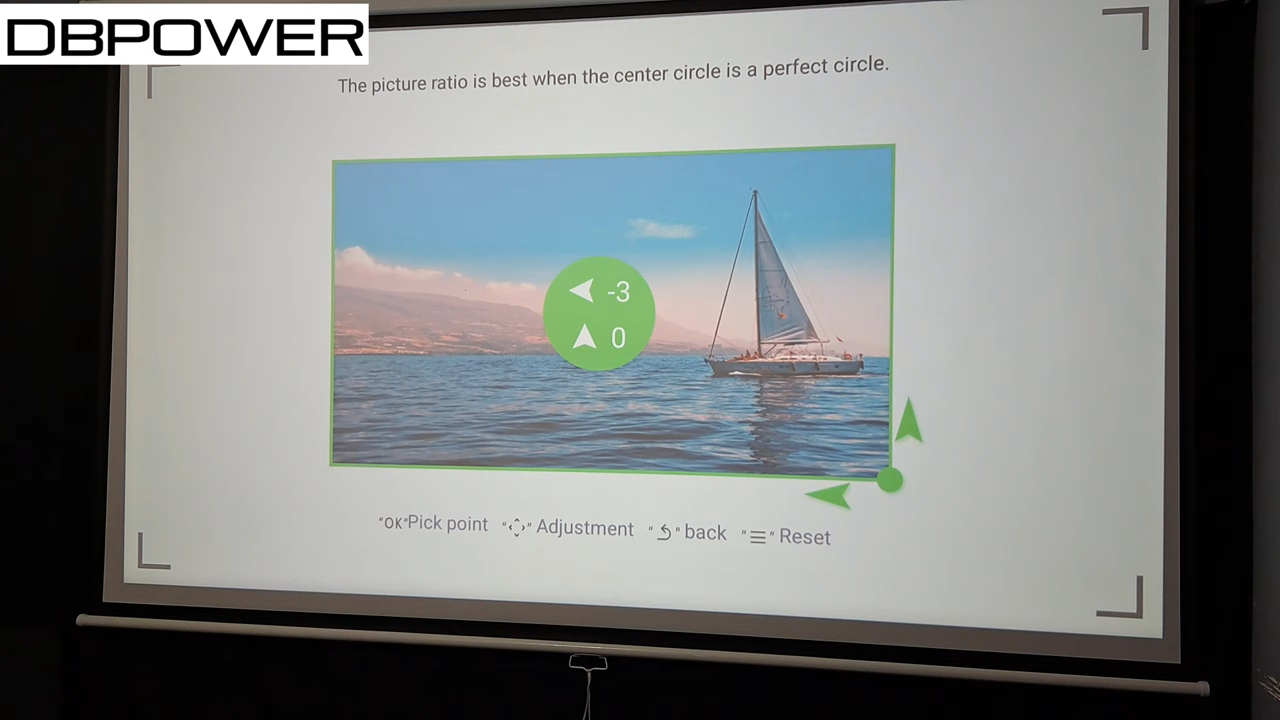 DBPOWER
The picture ratio is best when the center circle is a perfect circle.
-3
0
"OK"Pick point "" Adjustment "" back "☰" Reset